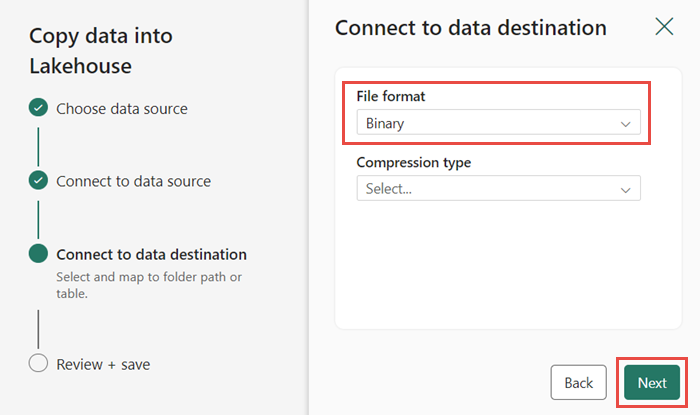 Copy data into
Lakehouse
Choose data source
Connect to data source
Connect to data destination
Select and map to folder path or
table.
Review + save
Connect to data destination
File format
Binary
Compression type
Select...
Back
Next